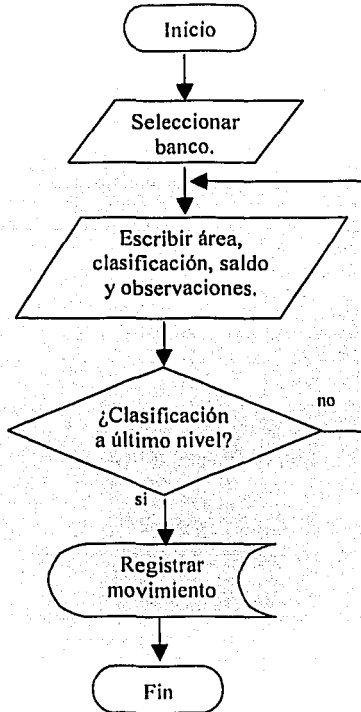 Inicio
Seleccionar
banco.
Escribir área,
clasificación, saldo
y observaciones.
¿Clasificación
a último nivel?
no
si
Registrar
movimiento
Fin